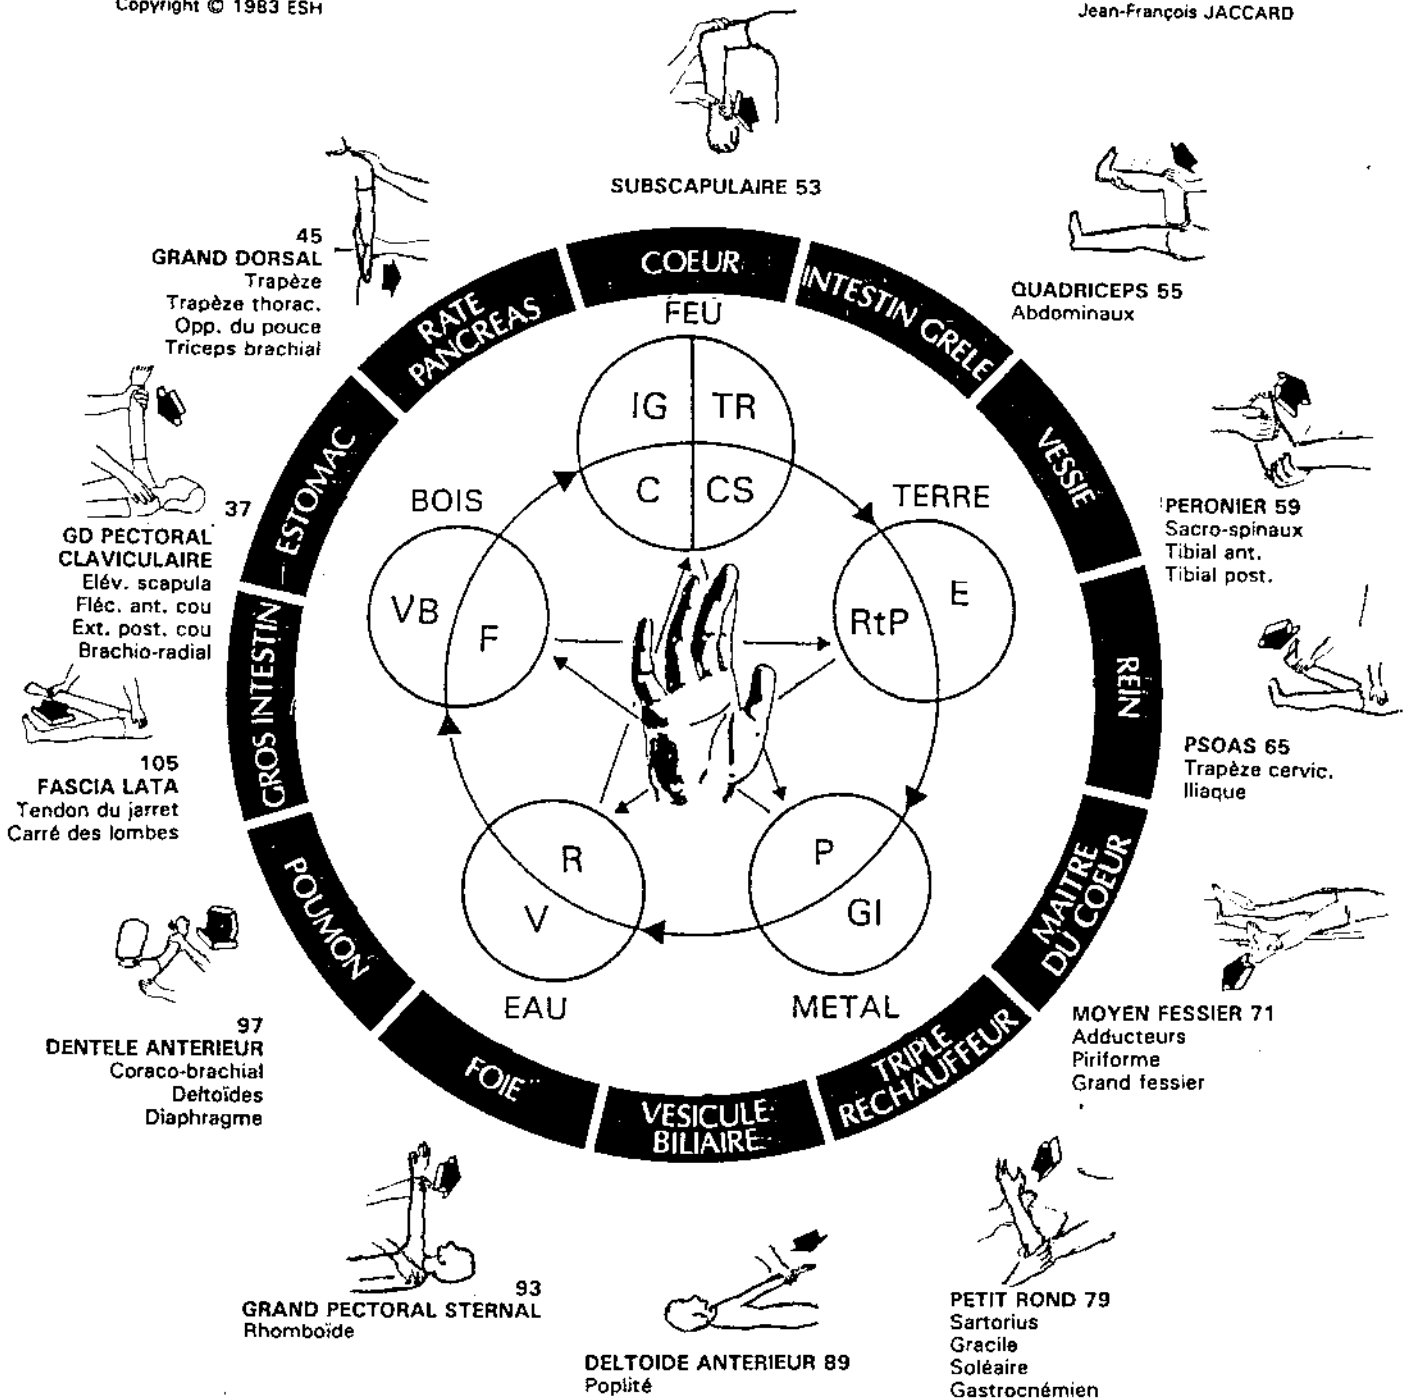 Copyright © 1983 ESH
Jean-François JACCARD
SUBSCAPULAIRE 53
45
GRAND DORSAL
Trapèze
Trapèze thorac.
Opp. du pouce
Triceps brachial
QUADRICEPS 55
Abdominaux
37
GD PECTORAL
CLAVICULAIRE
Elév. scapula
Fléc. ant. cou
Ext. post. cou
Brachio-radial
PERONIER 59
Sacro-spinaux
Tibial ant.
Tibial post.
105
FASCIA LATA
Tendon du jarret
Carré des lombes
PSOAS 65
Trapèze cervic.
Iliaque
97
DENTELE ANTERIEUR
Coraco-brachial
Deltoïdes
Diaphragme
MOYEN FESSIER 71
Adducteurs
Piriforme
Grand fessier
93
GRAND PECTORAL STERNAL
Rhomboïde
DELTOIDE ANTERIEUR 89
Poplité
PETIT ROND 79
Sartorius
Gracile
Soléaire
Gastrocnémien
COEUR
INTESTIN GRELE
VESSIE
REIN
MAITRE
DU COEUR
TRIPLE
RECHAUFFEUR
VESICULE
BILIAIRE
FOIE
POUMON
GROS INTESTIN
ESTOMAC
RATE
PANCREAS
FEU
IG
TR
C
CS
TERRE
E
RtP
METAL
P
GI
EAU
R
V
BOIS
VB
F